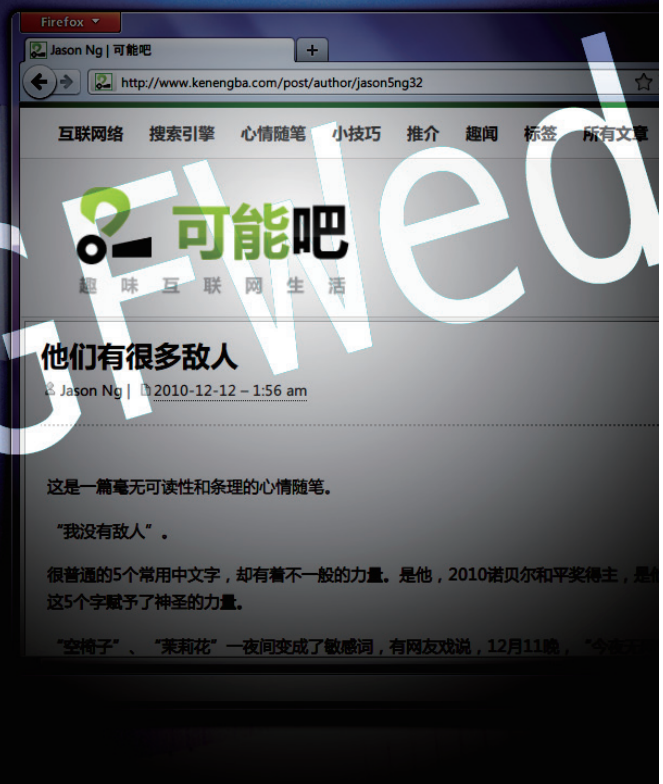 Firefox
Jason Ng | 可能吧
http://www.kenengba.com/post/author/jason5ng32
互联网络 搜索引擎 心情随笔 小技巧 推介 趣闻 标签 所有文章
GFWed
可能吧
趣味互联网生活
他们有很多敌人
Jason Ng | 2010-12-12 – 1:56 am
这是一篇毫无可读性和条理的心情随笔。
“我没有敌人”。
很普通的5个常用中文字，却有着不一般的力量。是他，2010诺贝尔和平奖得主，是他
这5个字赋予了神圣的力量。
“空椅子”、“茉莉花”一夜间变成了敏感词，有网友戏说，12月11晚，“今夜